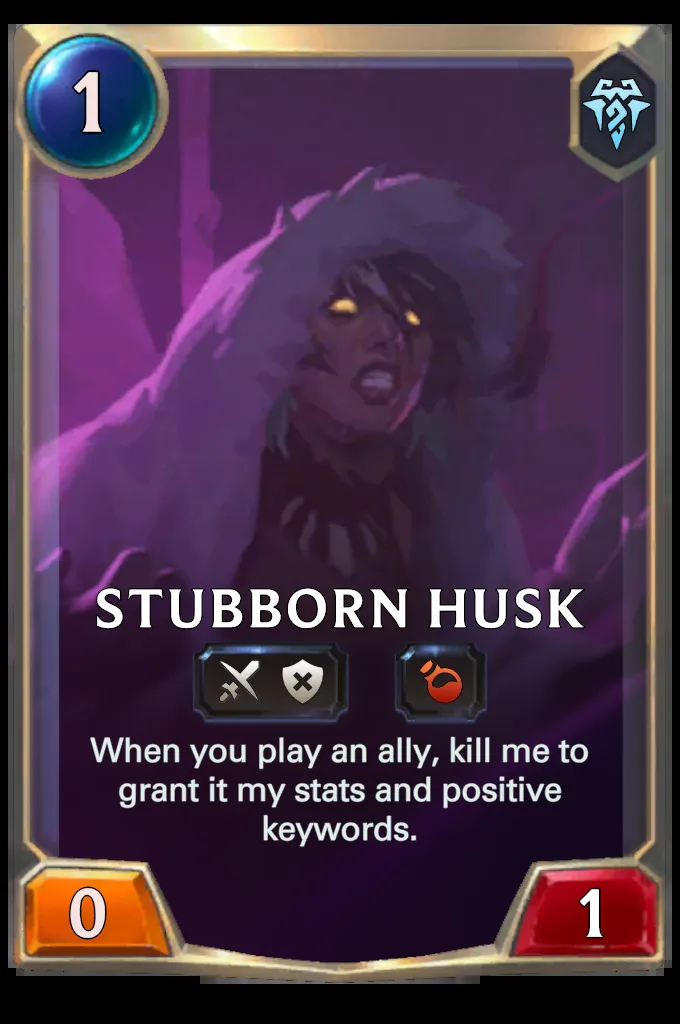 1
STUBBORN HUSK
When you play an ally, kill me to
grant it my stats and positive
keywords.
0
1